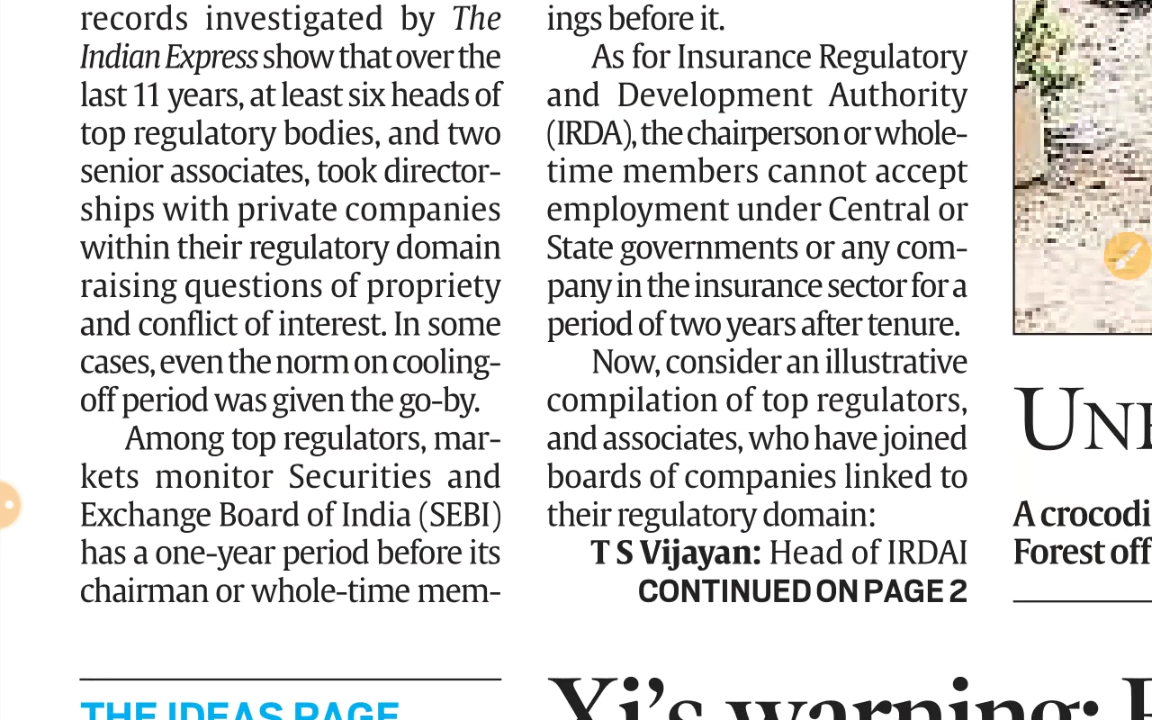 records investigated by The
Indian Express show that over the
last 11 years, at least six heads of
top regulatory bodies, and two
senior associates, took director-
ships with private companies
within their regulatory domain
raising questions of propriety
and conflict of interest. In some
cases, even the norm on cooling-
off period was given the go-by.
Among top regulators, mar-
kets monitor Securities and
Exchange Board of India (SEBI)
has a one-year period before its
chairman or whole-time mem-
THE IDEAS PAGE
ings before it.
As for Insurance Regulatory
and Development Authority
(IRDA), the chairperson or whole-
time members cannot accept
employment under Central or
State governments or any com-
pany in the insurance sector for a
period of two years after tenure.
Now, consider an illustrative
compilation of top regulators,
and associates, who have joined
boards of companies linked to
their regulatory domain:
T S Vijayan: Head of IRDAI
CONTINUED ON PAGE 2
Xi's warning:
A
Forest